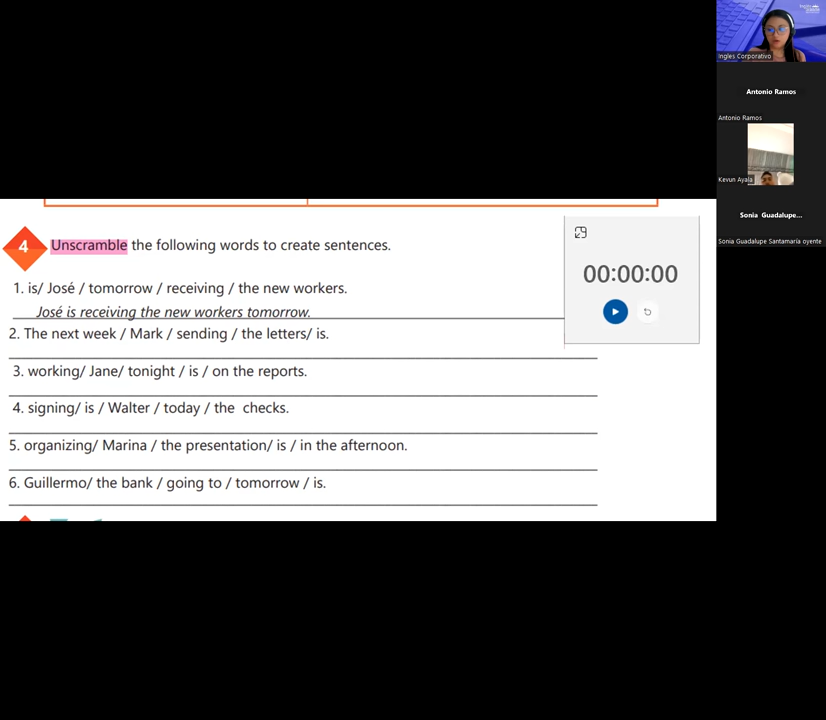 Ingles Corporativo
Antonio Ramos
Antonio Ramos
Kevun Ayala
Sonia Guadalupe...
Sonia Guadalupe Santamaría oyente
4 Unscramble the following words to create sentences.
00:00:00
1. is/ José / tomorrow / receiving / the new workers.
José is receiving the new workers tomorrow.
2. The next week / Mark / sending / the letters/ is.
3. working/ Jane/ tonight / is / on the reports.
4. signing/ is / Walter / today / the checks.
5. organizing/ Marina / the presentation/ is / in the afternoon.
6. Guillermo/ the bank / going to / tomorrow / is.